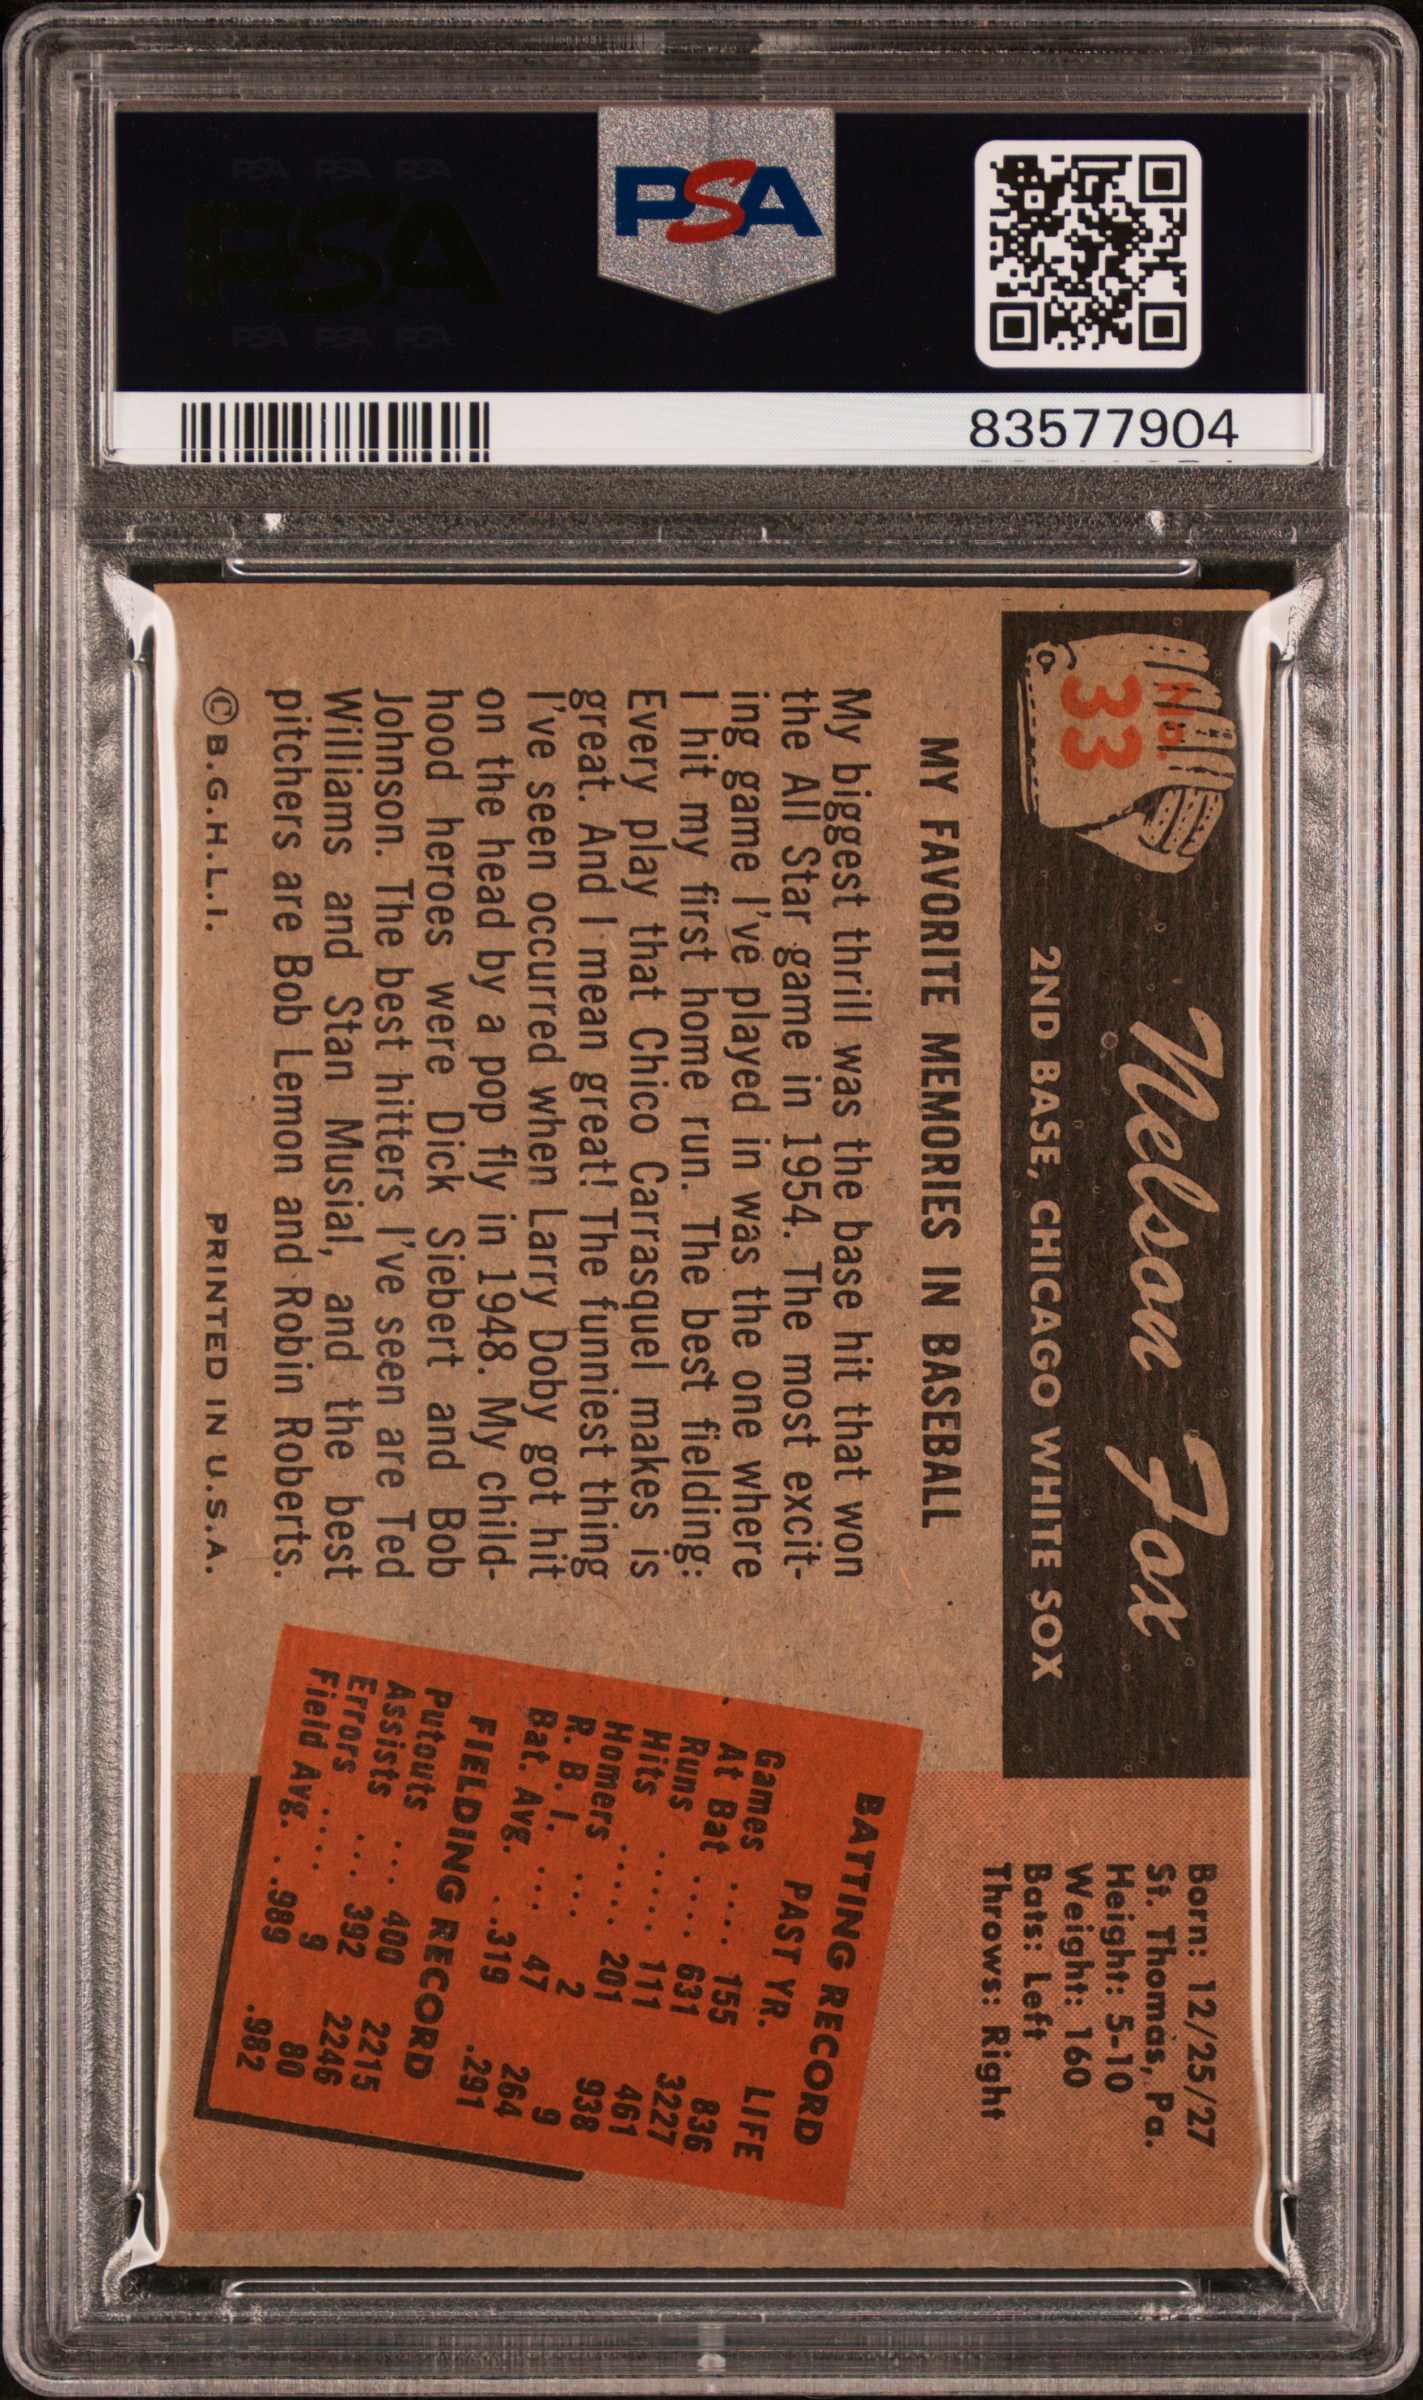 PSA PSA PSA
PSA
PSA PSA PSA
PSA
83577904
No.
33
Nelson Fox
2ND BASE, CHICAGO WHITE SOX
MY FAVORITE MEMORIES IN BASEBALL
My biggest thrill was the base hit that won
the All Star game in 1954. The most excit-
ing game I've played in was the one where
I hit my first home run. The best fielding:
Every play that Chico Carrasquel makes is
great. And I mean great! The funniest thing
I've seen occurred when Larry Doby got hit
on the head by a pop fly in 1948. My child-
hood heroes were Dick Siebert and Bob
Johnson. The best hitters I've seen are Ted
Williams and Stan Musial, and the best
pitchers are Bob Lemon and Robin Roberts.
© B.G.H.L.I. PRINTED IN U.S.A.
Born: 12/25/27
St. Thomas, Pa.
Height: 5-10
Weight: 160
Bats: Left
Throws: Right
BATTING RECORD
PAST YR. LIFE
Games .... 155 836
At Bat .... 631 3227
Runs ..... 111 461
Hits ..... 201 938
Homers ... 2 9
R. B. I. ... 47 264
Bat. Avg. ..319 .291
FIELDING RECORD
Putouts ... 400 2215
Assists ... 392 2246
Errors .... 9 80
Field Avg. . .989 .982